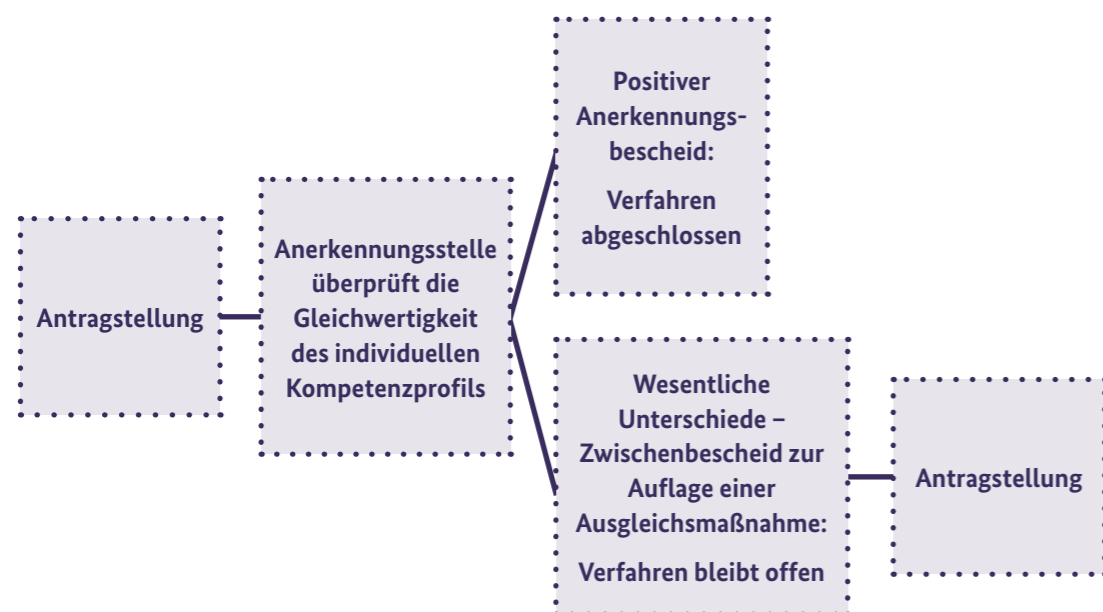 Antragstellung
Anerkennungsstelle
überprüft die
Gleichwertigkeit
des individuellen
Kompetenzprofils
Positiver
Anerkennungs-
bescheid:
Verfahren
abgeschlossen
Wesentliche
Unterschiede –
Zwischenbescheid zur
Auflage einer
Ausgleichsmaßnahme:
Verfahren bleibt offen
Antragstellung